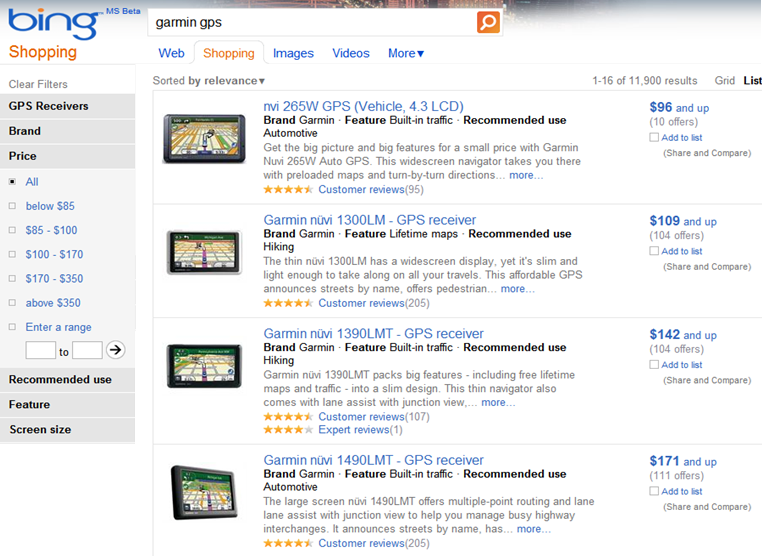 bing MS Beta
garmin gps
Shopping
Web Shopping Images Videos More▾
Clear Filters
GPS Receivers
Brand
Price
All
below $85
$85 - $100
$100 - $170
$170 - $350
above $350
Enter a range
to
Recommended use
Feature
Screen size
Sorted by relevance▾ 1-16 of 11,900 results Grid List
nvi 265W GPS (Vehicle, 4.3 LCD)
Brand Garmin · Feature Built-in traffic · Recommended use
Automotive
Get the big picture and big features for a small price with Garmin
Nuvi 265W Auto GPS. This widescreen navigator takes you there
with preloaded maps and turn-by-turn directions... more...
Customer reviews(95)
$96 and up
(10 offers)
Add to list
(Share and Compare)
Garmin nüvi 1300LM - GPS receiver
Brand Garmin · Feature Lifetime maps · Recommended use
Hiking
The thin nüvi 1300LM has a widescreen display, yet it's slim and
light enough to take along on all your travels. This affordable GPS
announces streets by name, offers pedestrian... more...
Customer reviews(205)
$109 and up
(104 offers)
Add to list
(Share and Compare)
Garmin nüvi 1390LMT - GPS receiver
Brand Garmin · Feature Built-in traffic · Recommended use
Hiking
Garmin nüvi 1390LMT packs big features - including free lifetime
maps and traffic - into a slim design. This thin navigator also
comes with lane assist with junction view,... more...
Customer reviews(107)
Expert reviews(1)
$142 and up
(104 offers)
Add to list
(Share and Compare)
Garmin nüvi 1490LMT - GPS receiver
Brand Garmin · Feature Built-in traffic · Recommended use
Automotive
The large screen nüvi 1490LMT offers multiple-point routing and lane
lane assist with junction view to help you manage busy highway
interchanges. It announces streets by name, has... more...
Customer reviews(205)
$171 and up
(111 offers)
Add to list
(Share and Compare)